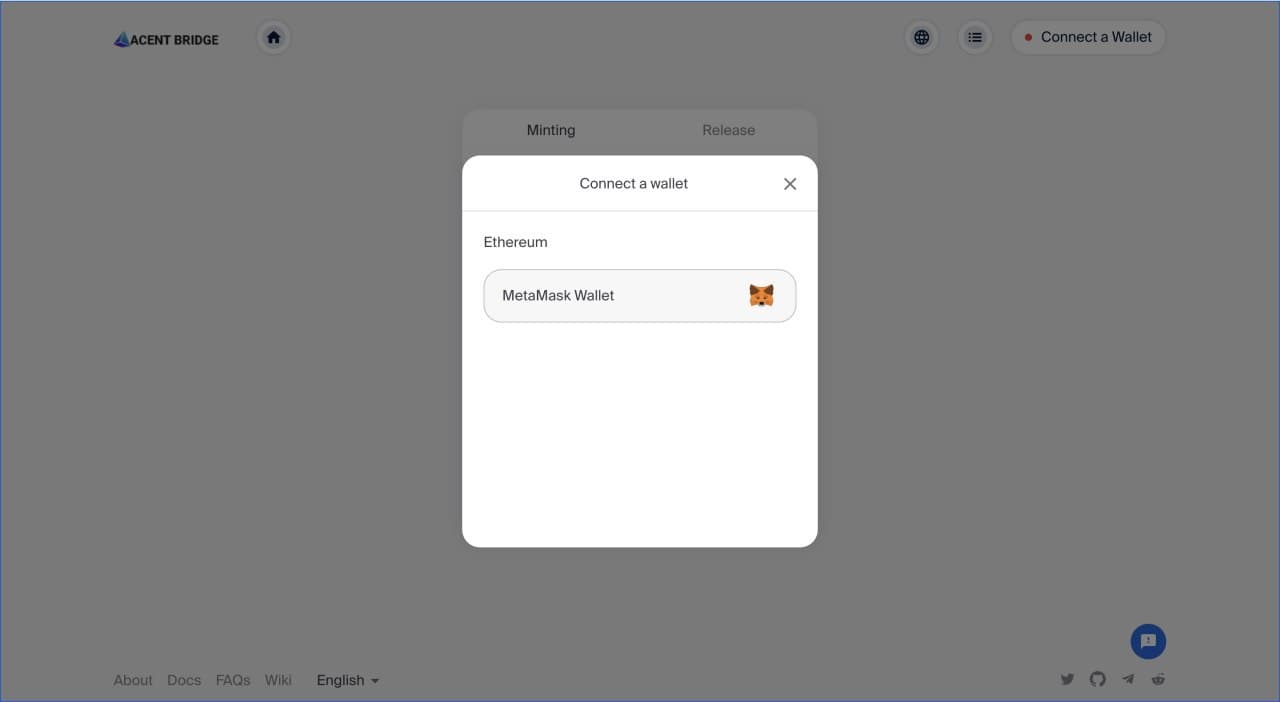 ACENT BRIDGE
Connect a Wallet
Minting Release
Connect a wallet
Ethereum
MetaMask Wallet
About Docs FAQs Wiki English